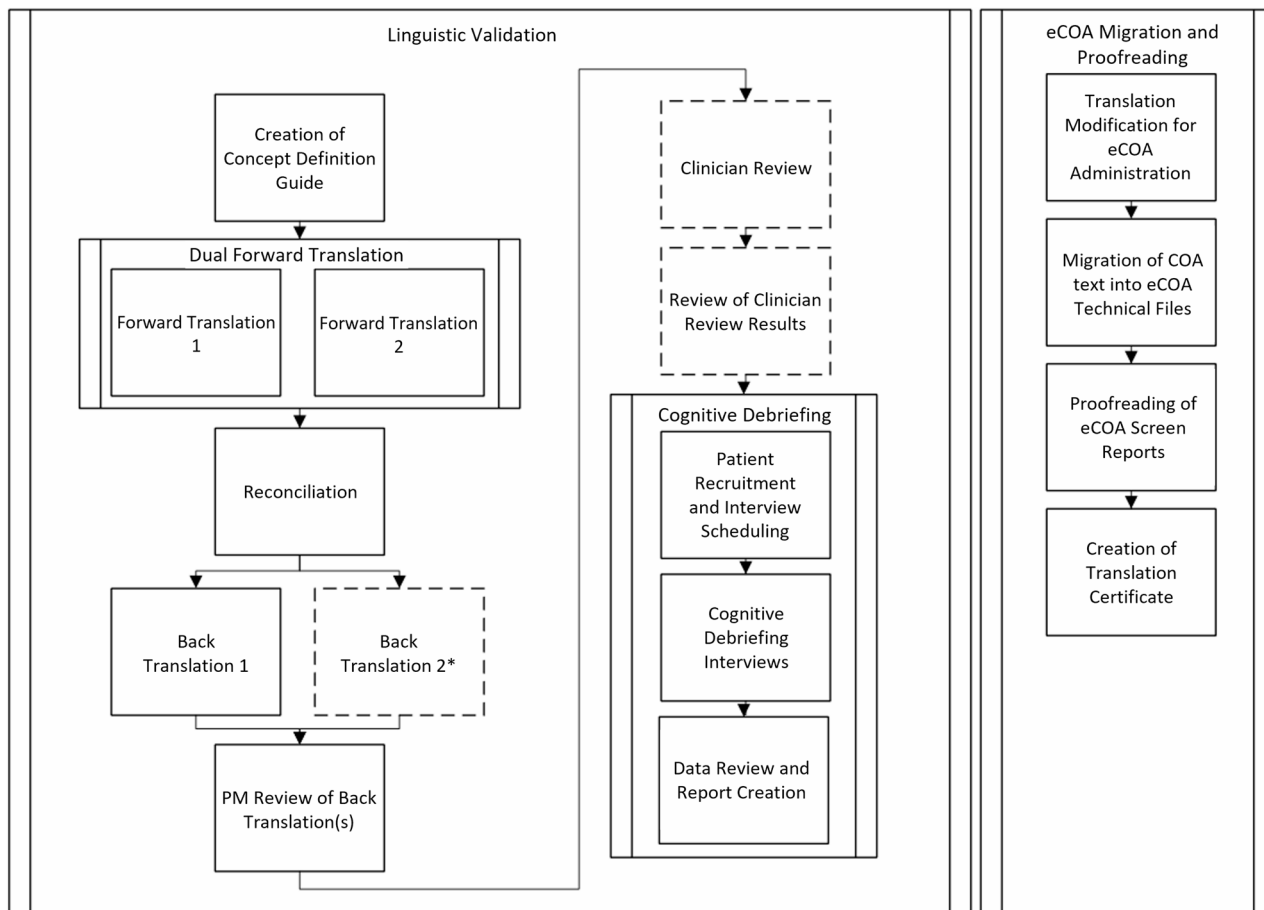 Linguistic Validation
Creation of
Concept Definition
Guide
Dual Forward Translation
Forward Translation
1
Forward Translation
2
Reconciliation
Back
Translation 1
Back
Translation 2*
PM Review of Back
Translation(s)
Clinician Review
Review of Clinician
Review Results
Cognitive Debriefing
Patient
Recruitment
and Interview
Scheduling
Cognitive
Debriefing
Interviews
Data Review and
Report Creation
eCOA Migration and
Proofreading
Translation
Modification for
eCOA
Administration
Migration of COA
text into eCOA
Technical Files
Proofreading of
eCOA Screen
Reports
Creation of
Translation
Certificate